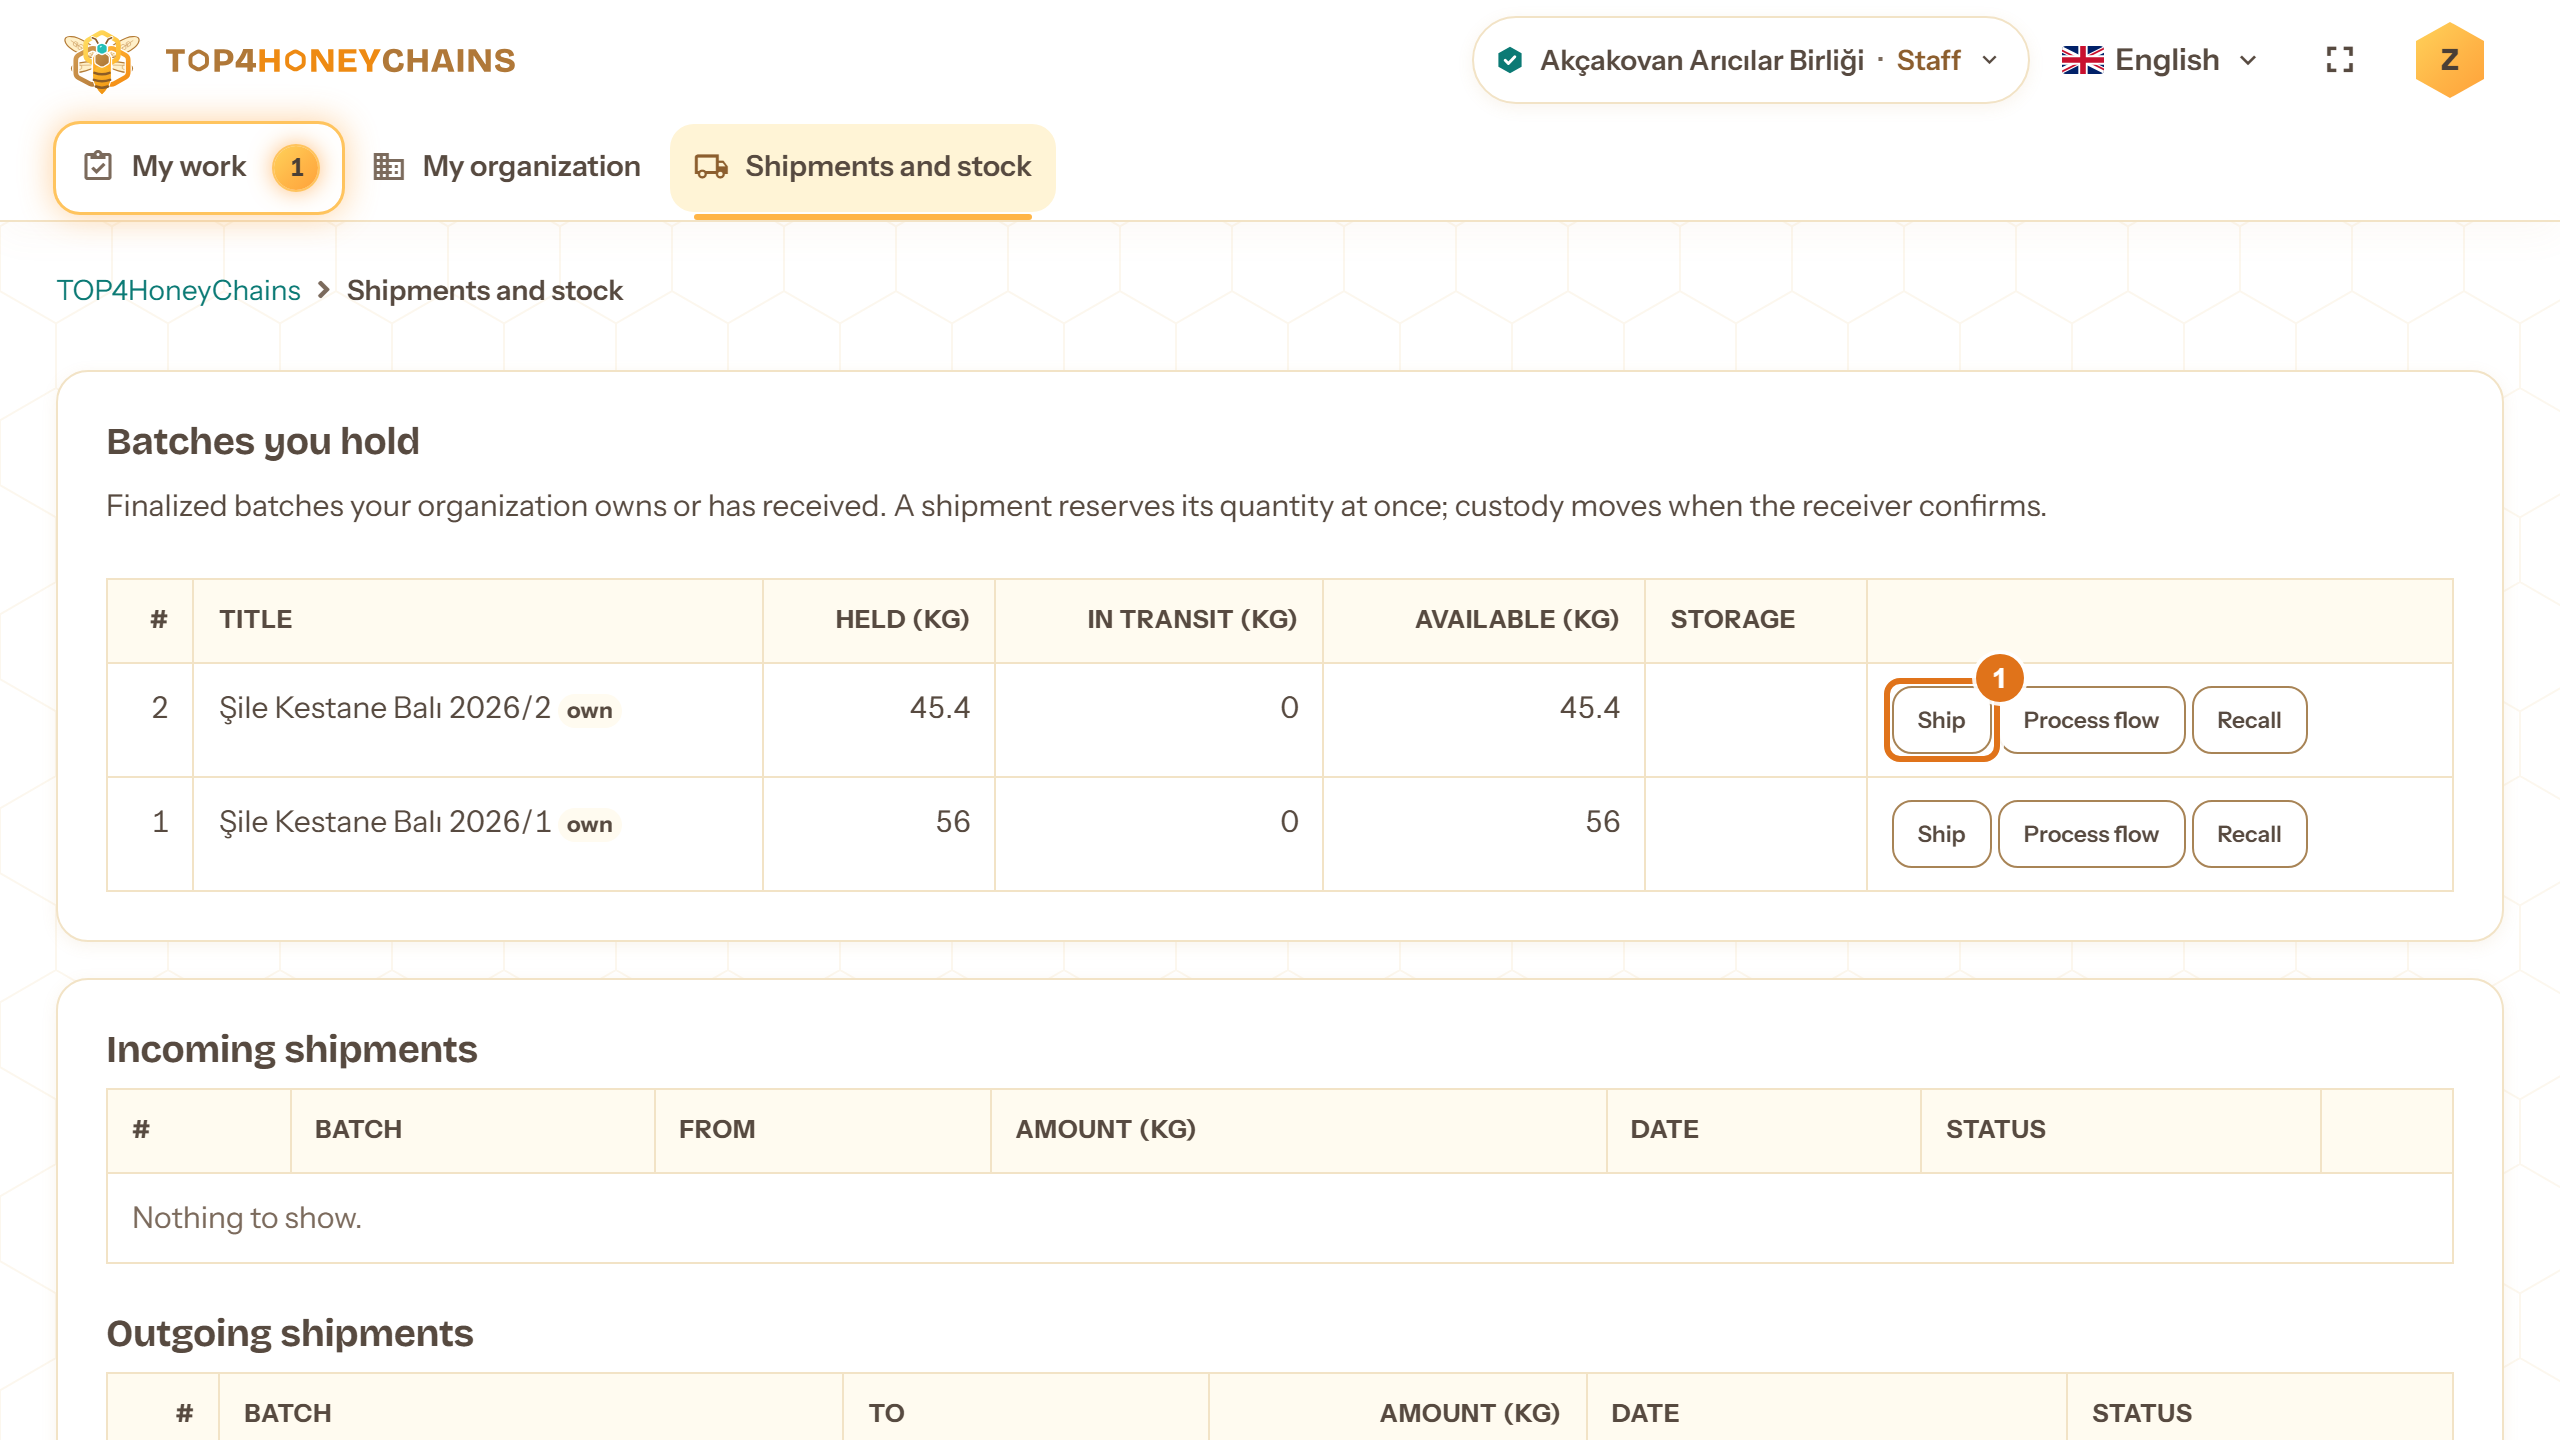 TOP4HONEYCHAINS
Akçakovan Arıcılar Birliği · Staff
English
Z
My work 1
My organization
Shipments and stock
TOP4HoneyChains > Shipments and stock
Batches you hold
Finalized batches your organization owns or has received. A shipment reserves its quantity at once; custody moves when the receiver confirms.
# TITLE HELD (KG) IN TRANSIT (KG) AVAILABLE (KG) STORAGE
1
2 Şile Kestane Balı 2026/2 own 45.4 0 45.4 Ship Process flow Recall
1 Şile Kestane Balı 2026/1 own 56 0 56 Ship Process flow Recall
Incoming shipments
# BATCH FROM AMOUNT (KG) DATE STATUS
Nothing to show.
Outgoing shipments
# BATCH TO AMOUNT (KG) DATE STATUS